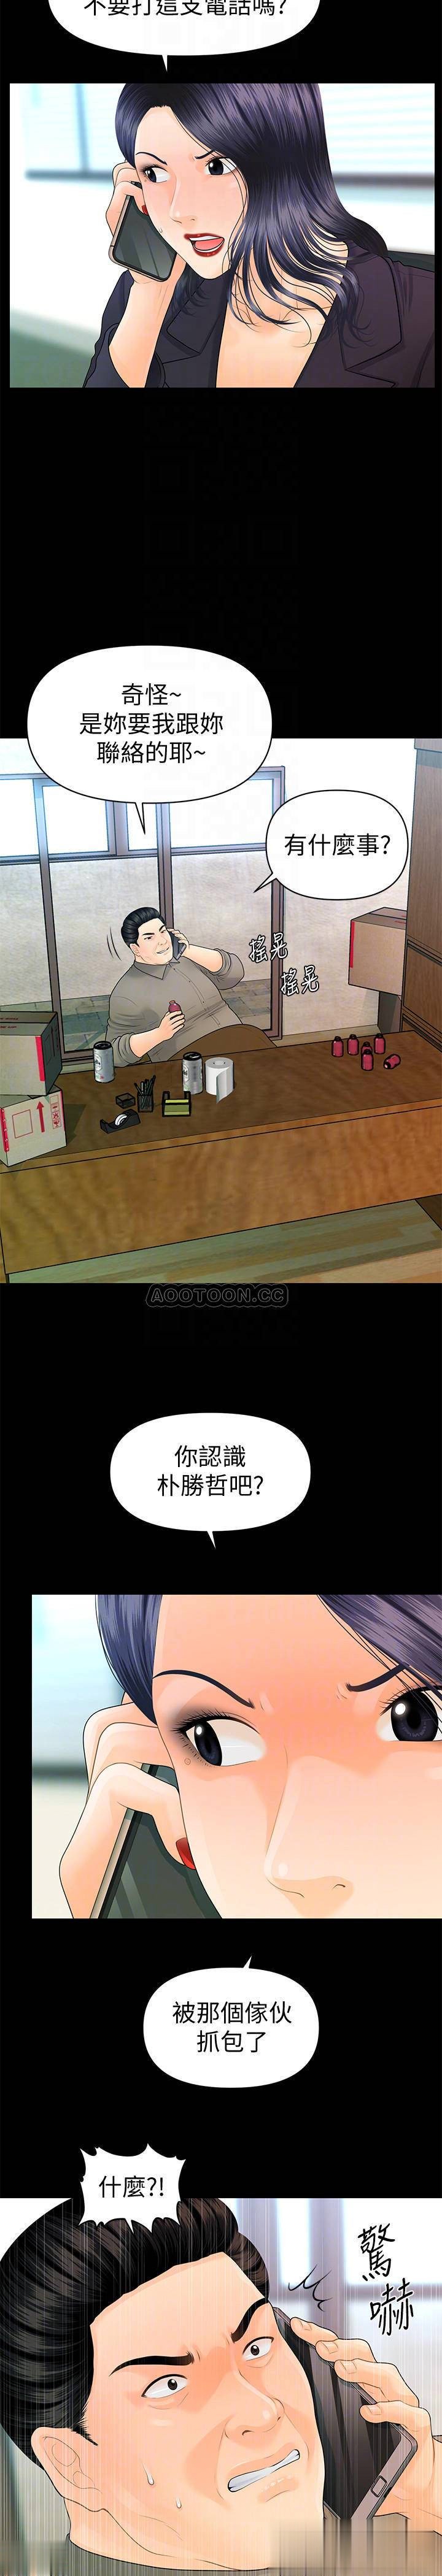 不要打這支電話嗎?
奇怪~
是妳要我跟妳
聯絡的耶~
有什麼事?
搖晃
搖晃
AOOTOON.CC
你認識
朴勝哲吧?
被那個傢伙
抓包了
什麼?!
驚嚇